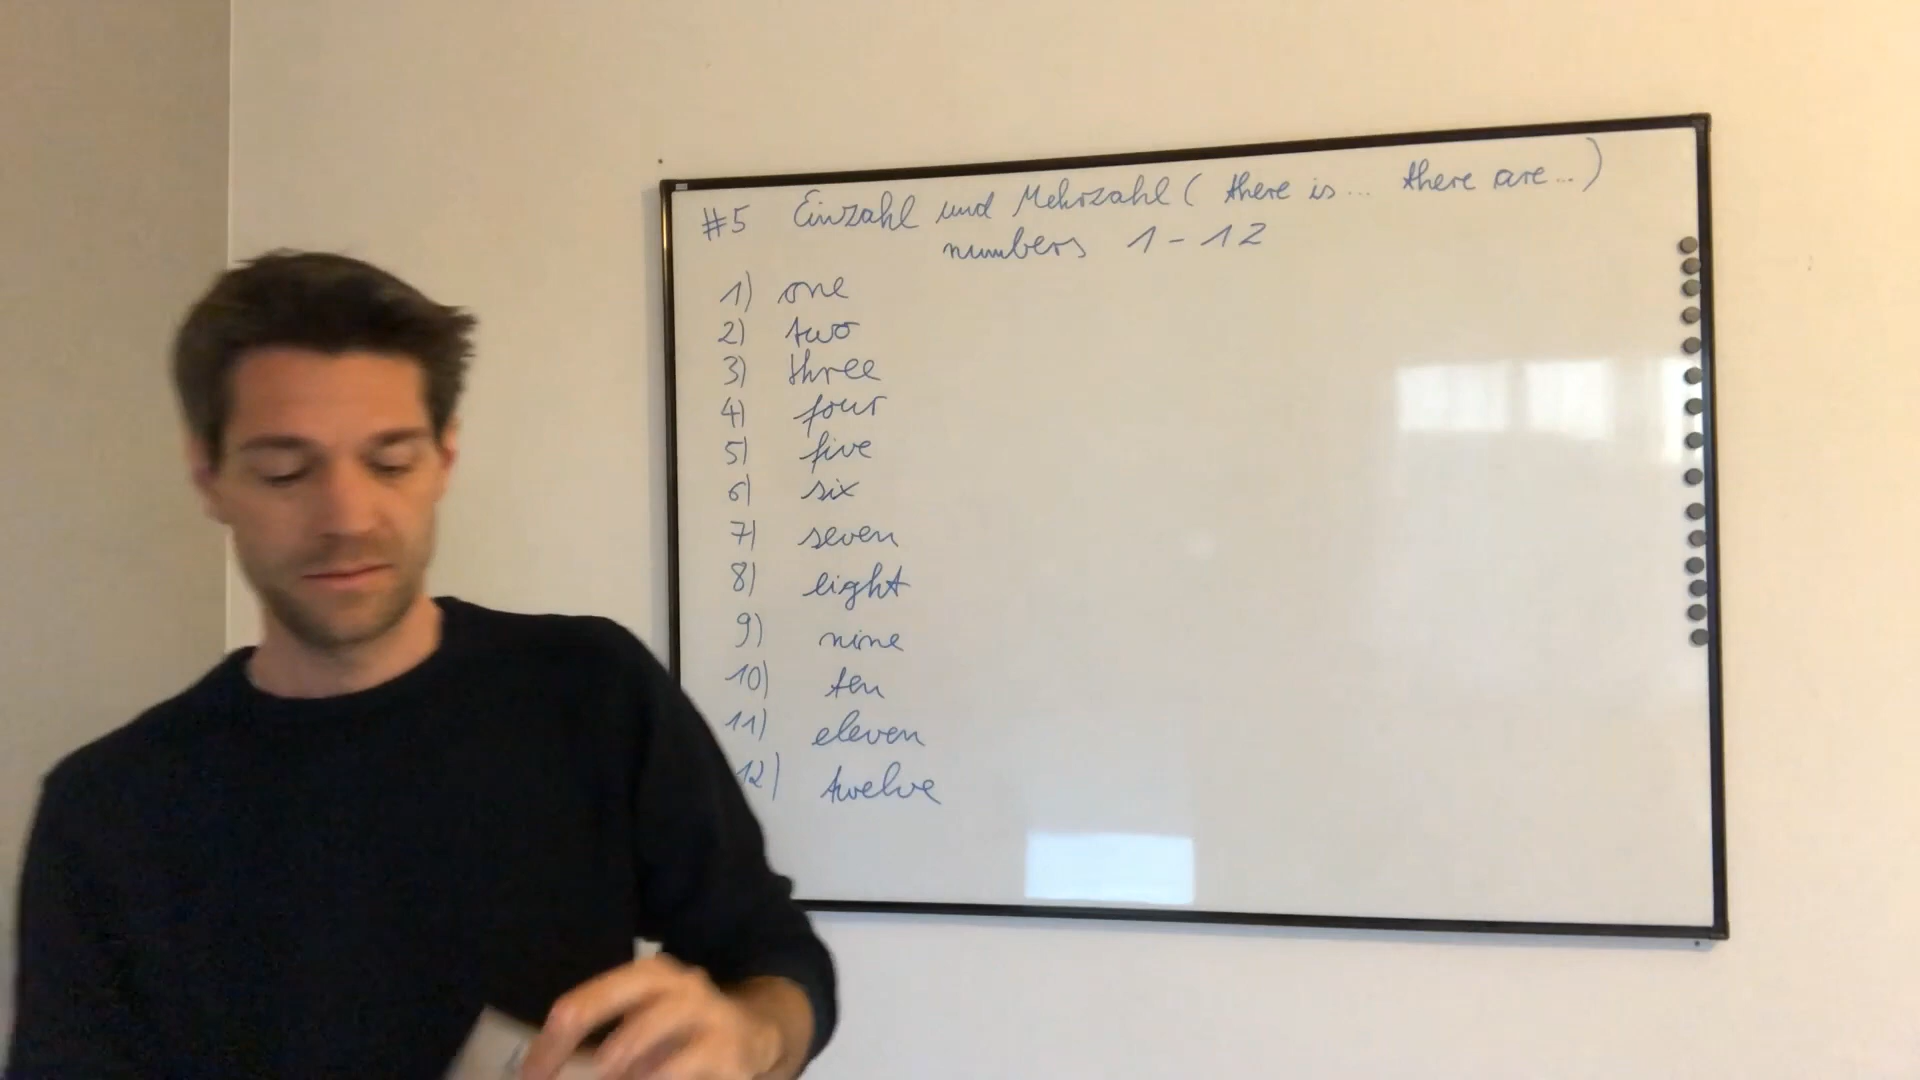 #5 Einzahl und Mehrzahl ( there is... there are...)
numbers 1-12
1) one
2) two
3) three
4) four
5) five
6) six
7) seven
8) eight
9) nine
10) ten
11) eleven
12) twelve